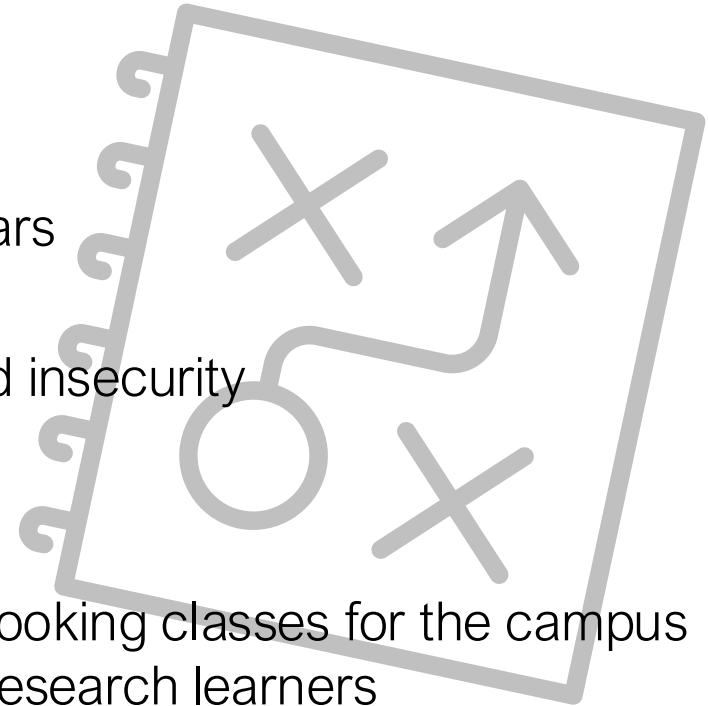 ars
d insecurity
ooking classes for the campus
esearch learners